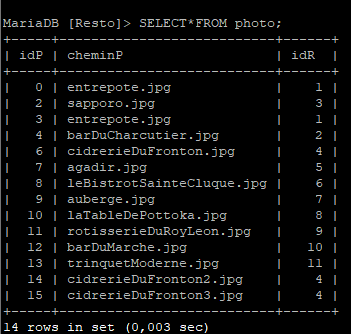 MariaDB [Resto]> SELECT*FROM photo;
+-----+----------------------------+------+
| idP | cheminP                    | idR  |
+-----+----------------------------+------+
|   0 | entrepote.jpg              |    1 |
|   2 | sapporo.jpg                |    3 |
|   3 | entrepote.jpg              |    1 |
|   4 | barDuCharcutier.jpg        |    2 |
|   6 | cidrerieDuFronton.jpg      |    4 |
|   7 | agadir.jpg                 |    5 |
|   8 | leBistrotSainteCluque.jpg  |    6 |
|   9 | auberge.jpg                |    7 |
|  10 | laTableDePottoka.jpg       |    8 |
|  11 | rotisserieDuRoyLeon.jpg    |    9 |
|  12 | barDuMarche.jpg            |   10 |
|  13 | trinquetModerne.jpg        |   11 |
|  14 | cidrerieDuFronton2.jpg     |    4 |
|  15 | cidrerieDuFronton3.jpg     |    4 |
+-----+----------------------------+------+
14 rows in set (0,003 sec)